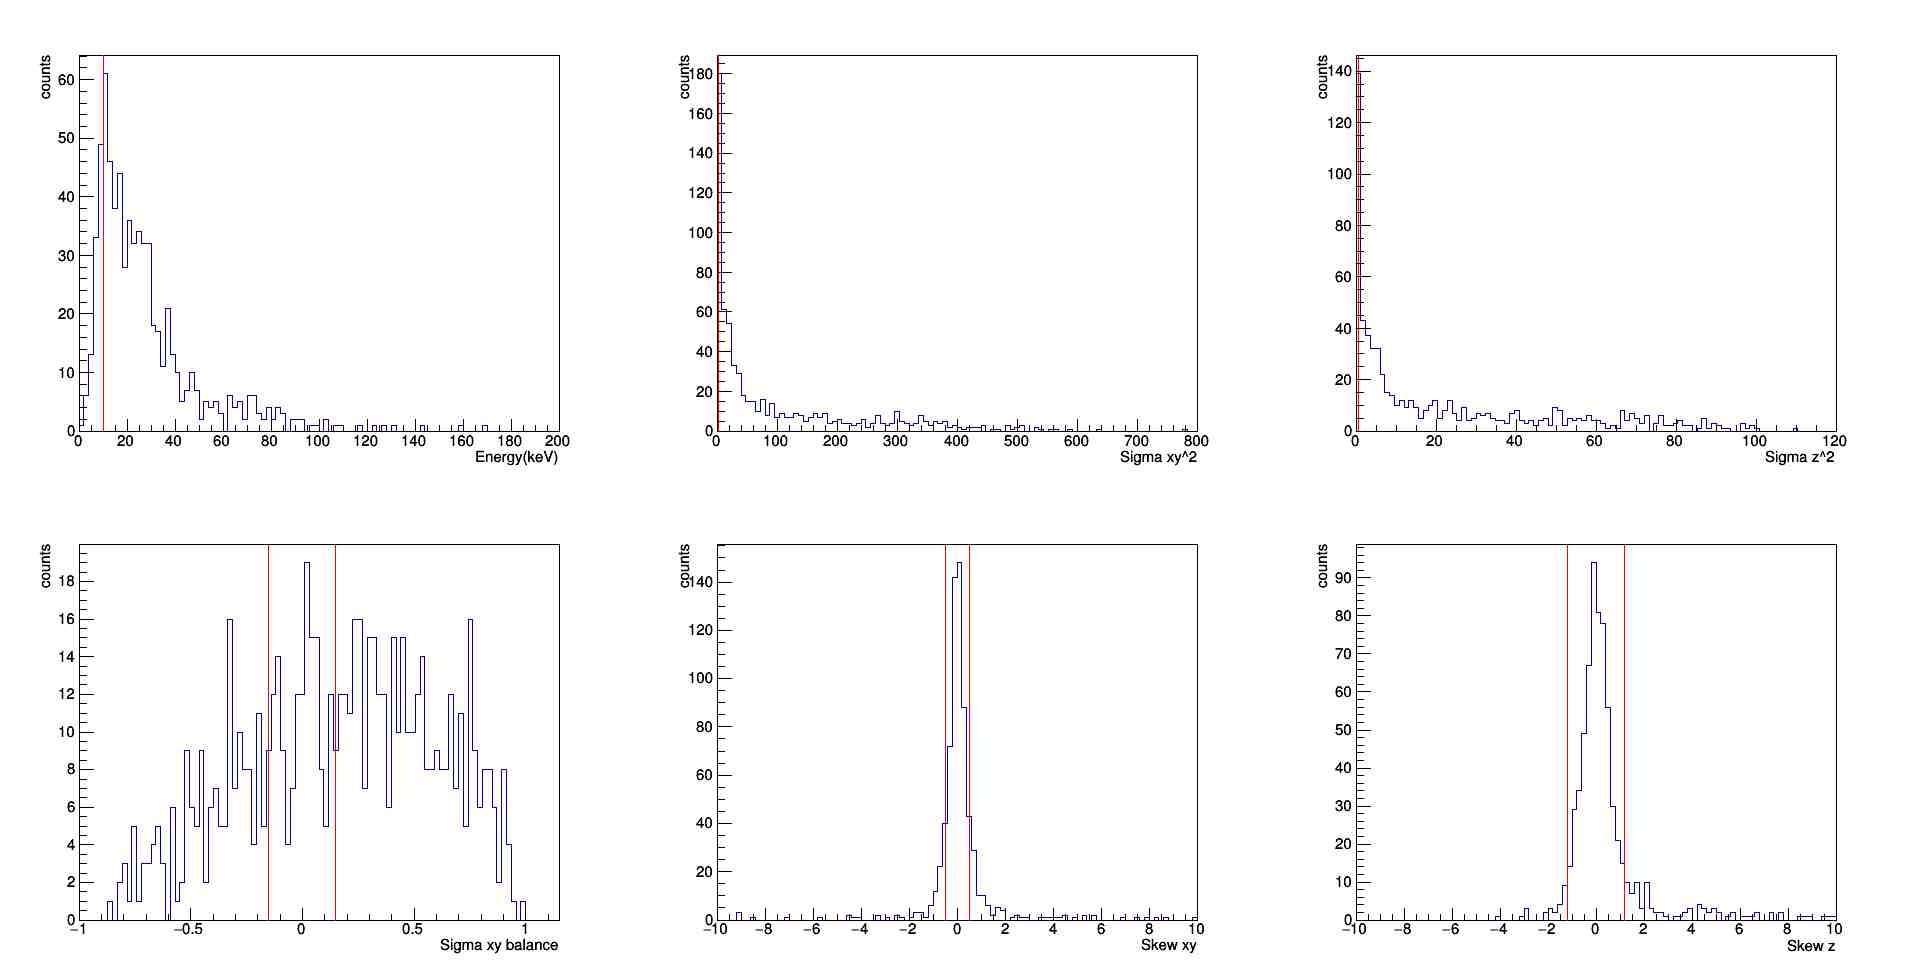 counts
60
50
40
30
20
10
0
0 20 40 60 80 100 120 140 160 180 200
Energy(keV)
counts
180
160
140
120
100
80
60
40
20
0
0 100 200 300 400 500 600 700 800
Sigma xy^2
counts
140
120
100
80
60
40
20
0
0 20 40 60 80 100 120
Sigma z^2
counts
18
16
14
12
10
8
6
4
2
0
−1 −0.5 0 0.5 1
Sigma xy balance
counts
140
120
100
80
60
40
20
0
−10 −8 −6 −4 −2 0 2 4 6 8 10
Skew xy
counts
90
80
70
60
50
40
30
20
10
0
−10 −8 −6 −4 −2 0 2 4 6 8 10
Skew z